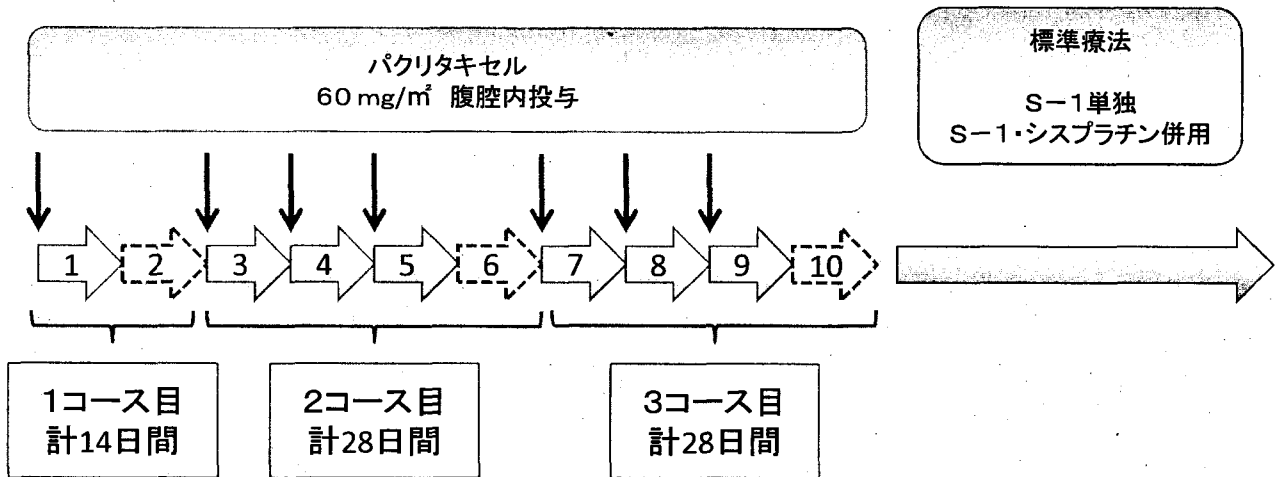 パクリタキセル
60 mg/㎡ 腹腔内投与
標準療法
S-1単独
S-1・シスプラチン併用
1
2
3
4
5
6
7
8
9
10
1コース目
計14日間
2コース目
計28日間
3コース目
計28日間